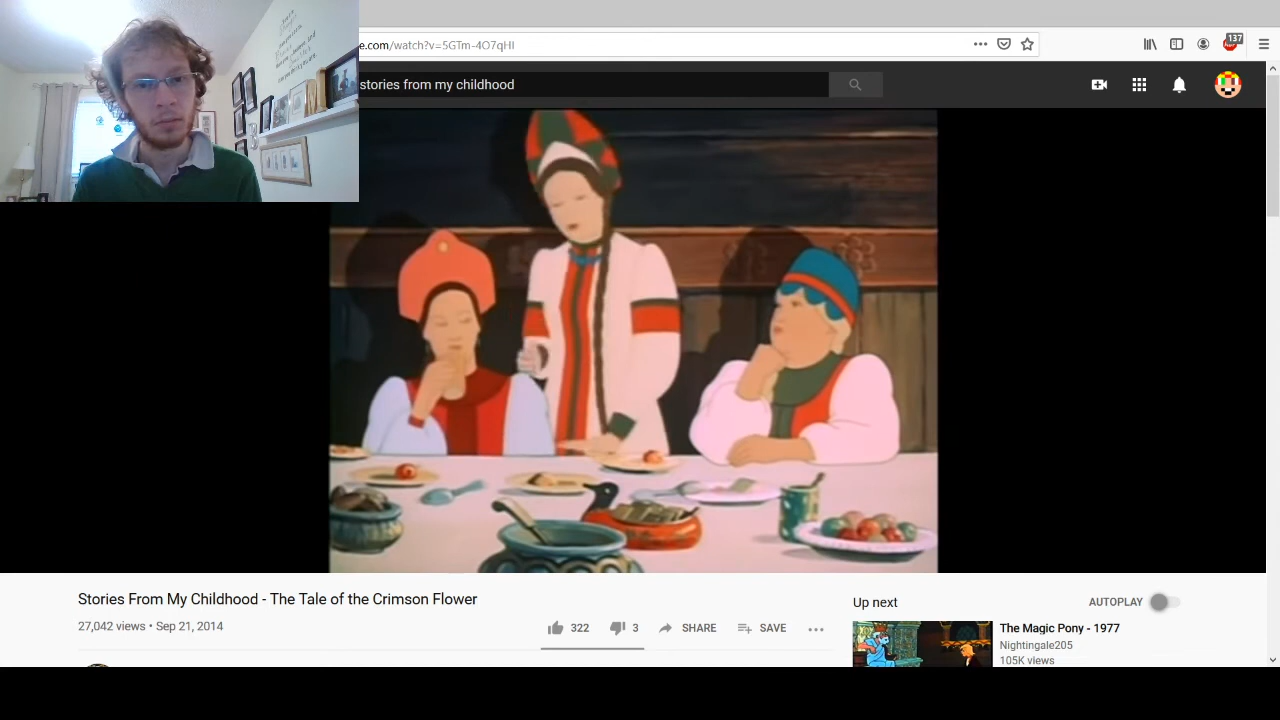 e.com/watch?v=5GTm-4O7qHI
137
stories from my childhood
Stories From My Childhood - The Tale of the Crimson Flower
27,042 views • Sep 21, 2014
322
3
SHARE
SAVE
Up next
AUTOPLAY
The Magic Pony - 1977
Nightingale205
105K views